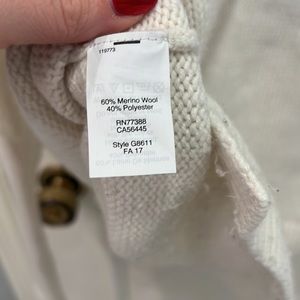 119773
60% Merino Wool
40% Polyester
RN77388
CA56445
Style G8611
FA 17